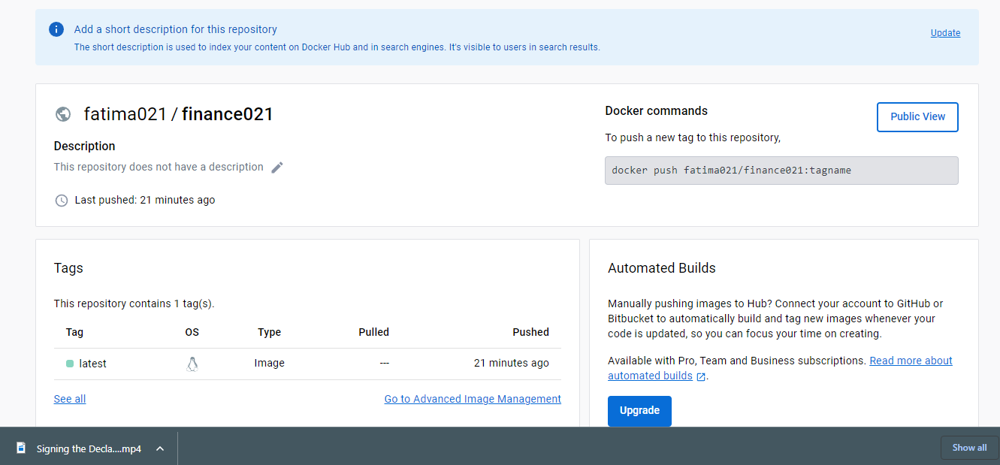 Add a short description for this repository
The short description is used to index your content on Docker Hub and in search engines. It's visible to users in search results.
Update
fatima021 / finance021
Description
This repository does not have a description
Last pushed: 21 minutes ago
Docker commands
Public View
To push a new tag to this repository,
docker push fatima021/finance021:tagname
Tags
This repository contains 1 tag(s).
Tag OS Type Pulled Pushed
latest Image --- 21 minutes ago
See all Go to Advanced Image Management
Automated Builds
Manually pushing images to Hub? Connect your account to GitHub or
Bitbucket to automatically build and tag new images whenever your
code is updated, so you can focus your time on creating.
Available with Pro, Team and Business subscriptions. Read more about
automated builds.
Upgrade
Signing the Decla....mp4
Show all